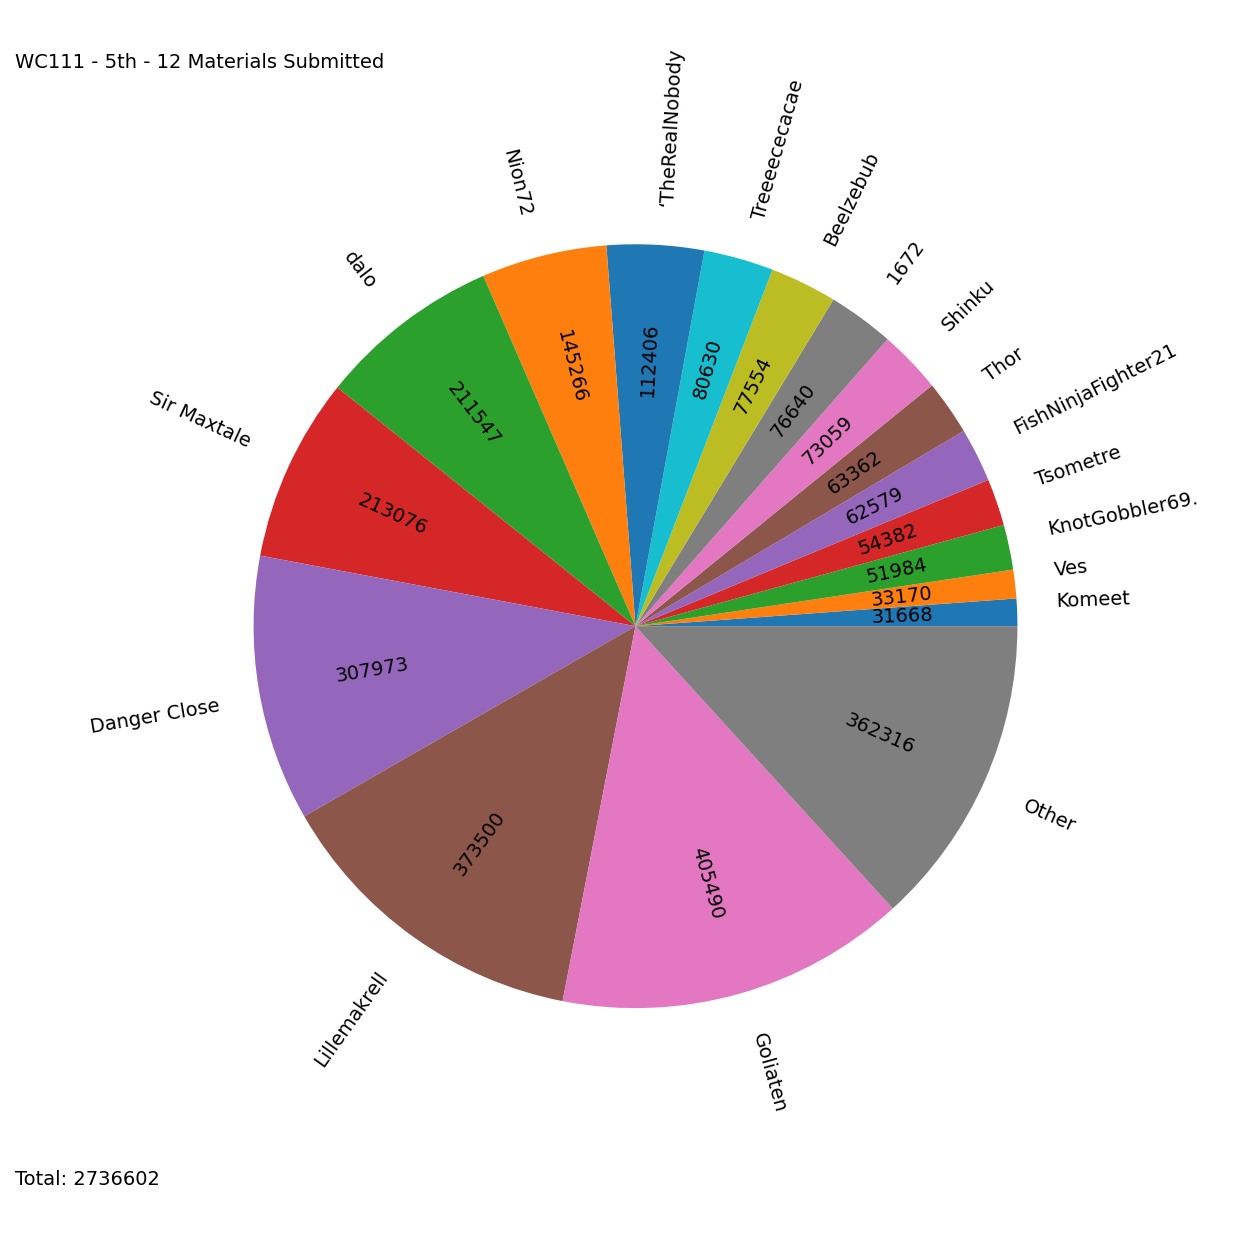 WC111 - 5th - 12 Materials Submitted
'TheRealNobody
Treeeecacacae
Nion72
Beelzebub
1672
dalo
Shinku
Thor
FishNinjaFighter21
Sir Maxtale
Tsometre
KnotGobbler69.
Ves
Komeet
Danger Close
Other
Lillemakrell
Goliaten
112406
80630
145266
77554
76640
211547
73059
63362
62579
213076
54382
51984
33170
31668
307973
362316
373500
405490
Total: 2736602